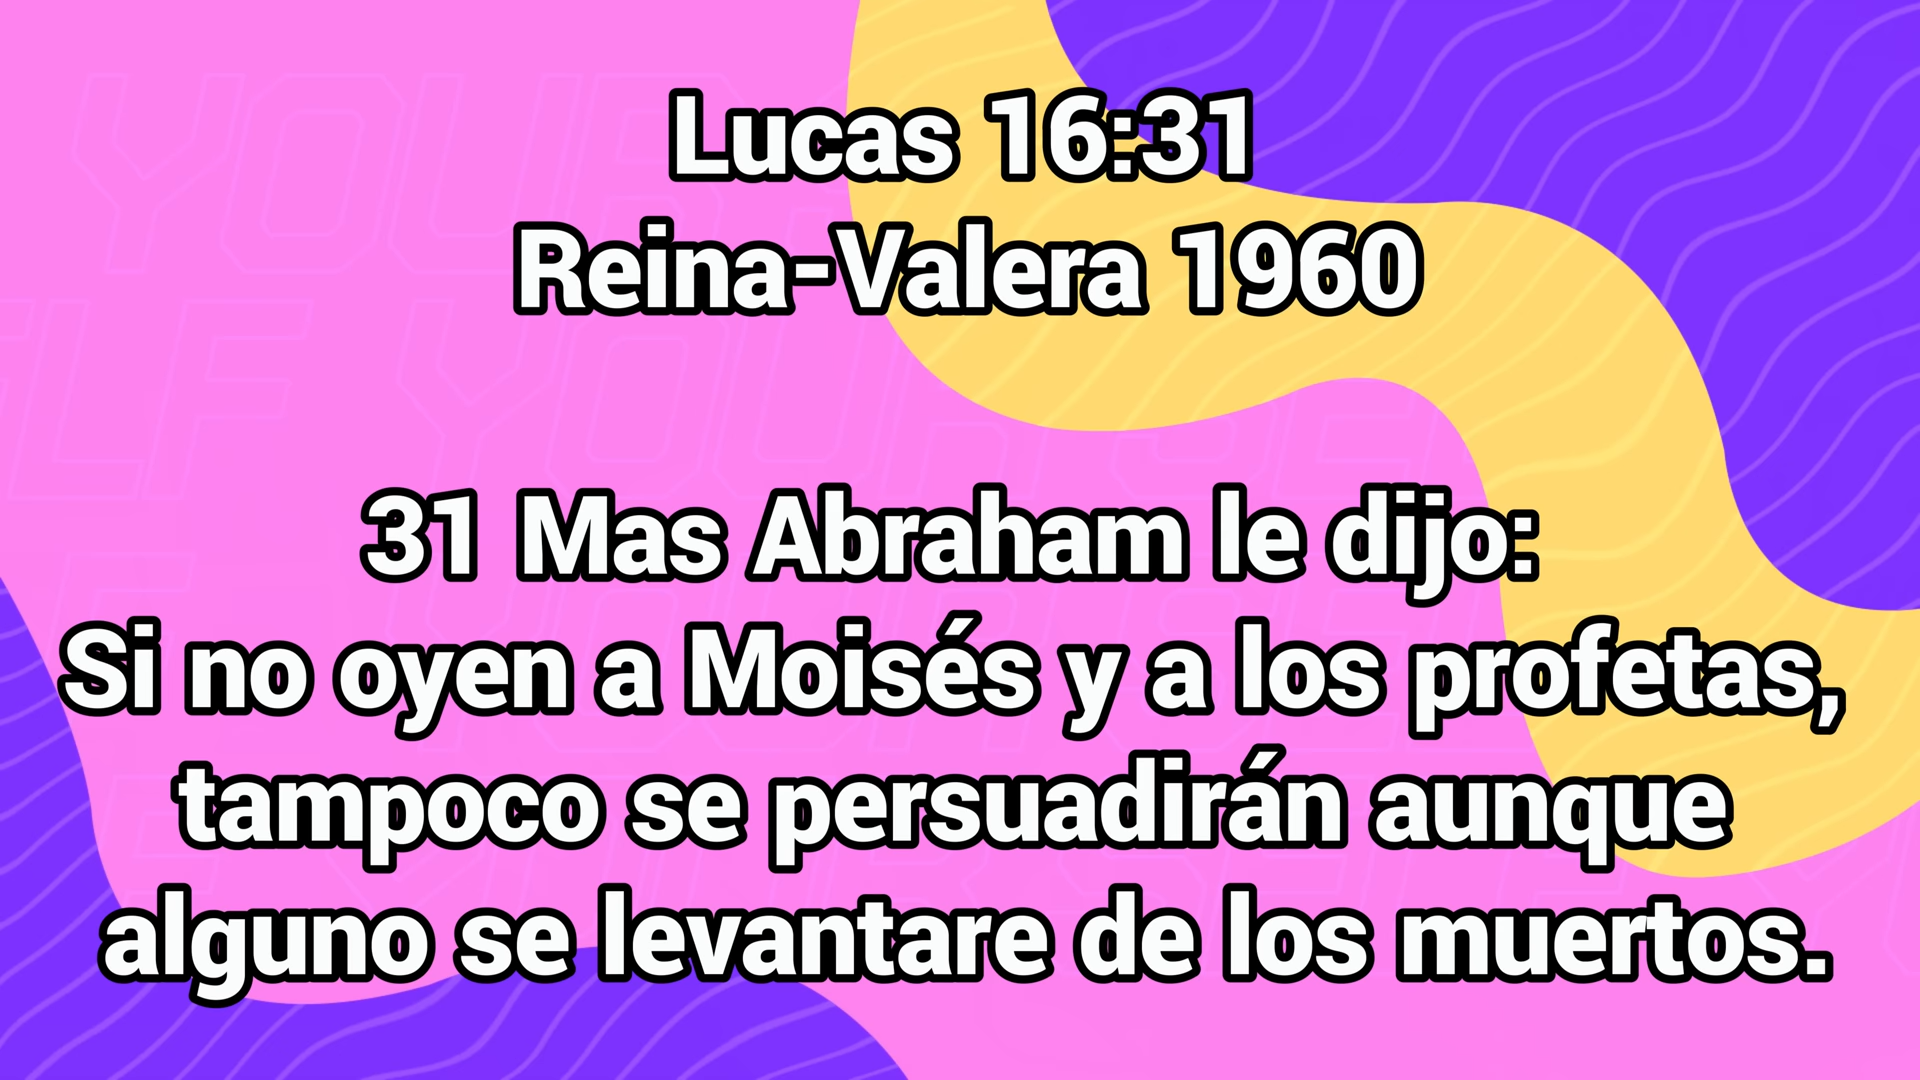 Lucas 16:31
Reina-Valera 1960
31 Mas Abraham le dijo:
Si no oyen a Moisés y a los profetas,
tampoco se persuadirán aunque
alguno se levantare de los muertos.